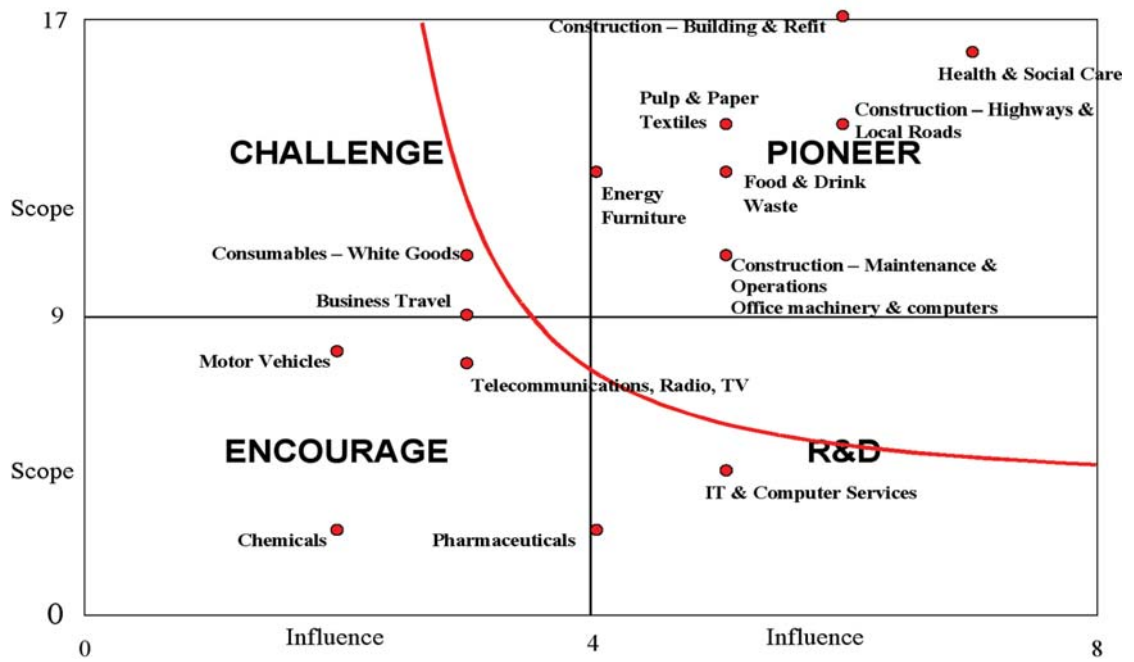 17
Construction – Building & Refit
Health & Social Care
Pulp & Paper
Textiles
Construction – Highways &
Local Roads
CHALLENGE
PIONEER
Scope
Energy
Furniture
Food & Drink
Waste
Consumables – White Goods
Construction – Maintenance &
Operations
Office machinery & computers
Business Travel
9
Motor Vehicles
Telecommunications, Radio, TV
ENCOURAGE
R&D
Scope
IT & Computer Services
Chemicals
Pharmaceuticals
0
0
Influence
4
Influence
8